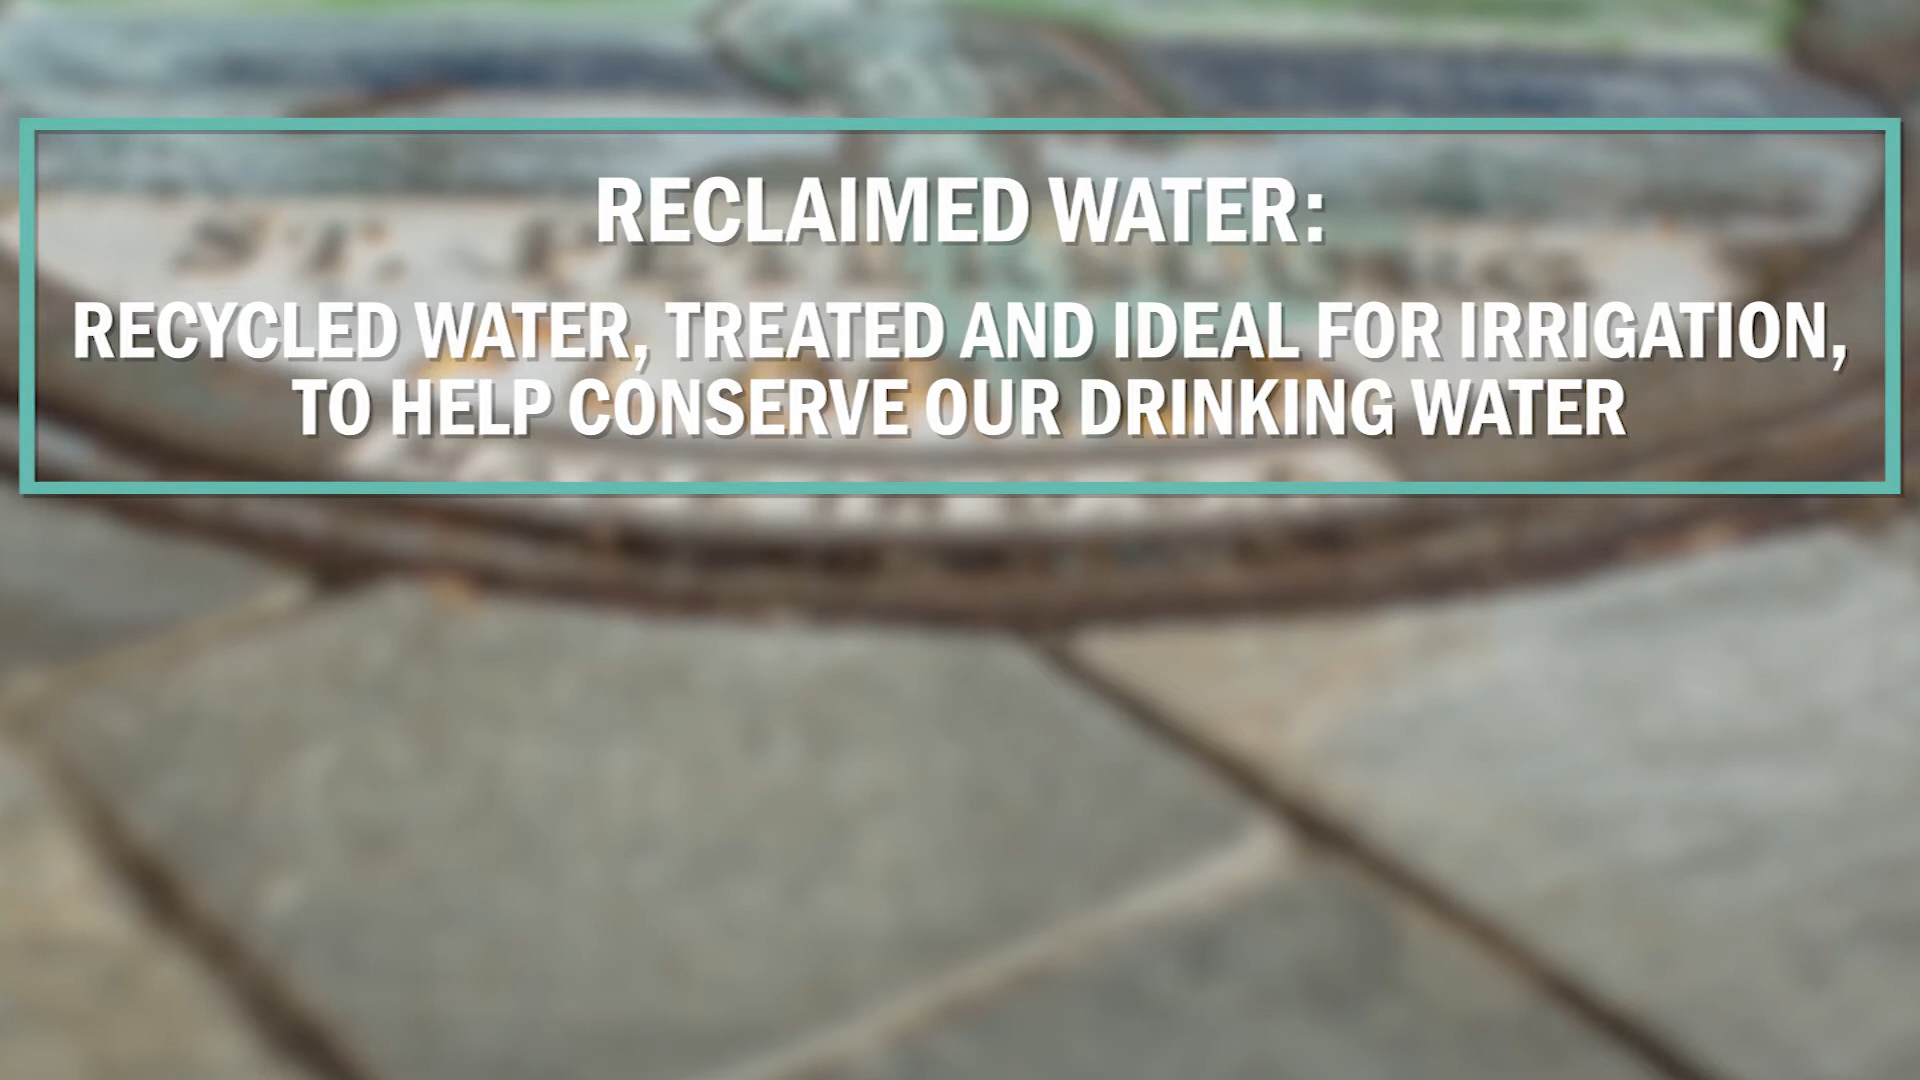 RECLAIMED WATER:
RECYCLED WATER, TREATED AND IDEAL FOR IRRIGATION,
TO HELP CONSERVE OUR DRINKING WATER